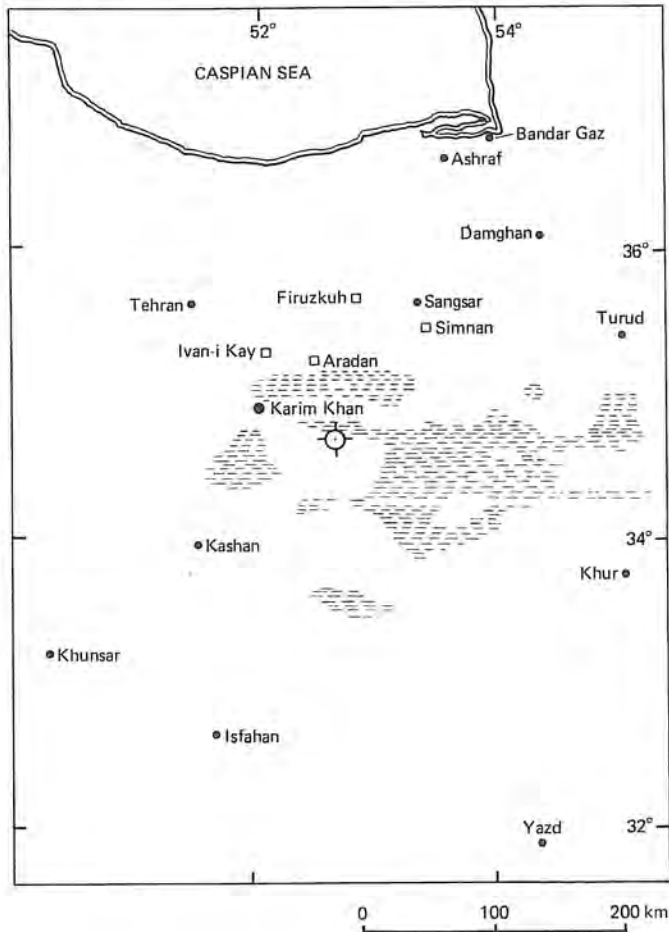 52°
54°
CASPIAN SEA
Bandar Gaz
Ashraf
Damghan
36°
Firuzkuh
Sangsar
Tehran
Turud
Simnan
Ivan-i Kay
Aradan
Karim Khan
34°
Kashan
Khur
Khunsar
Isfahan
32°
Yazd
0 100 200 km